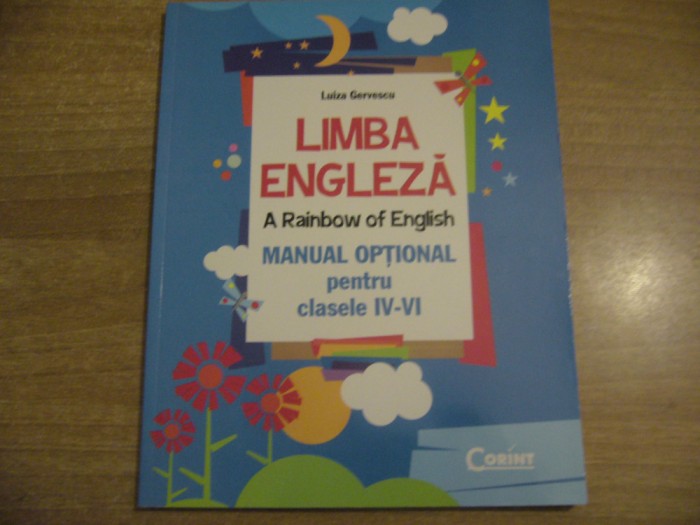 Luiza Gervescu
LIMBA
ENGLEZĂ
A Rainbow of English
MANUAL OPȚIONAL
pentru
clasele IV-VI
CORINT